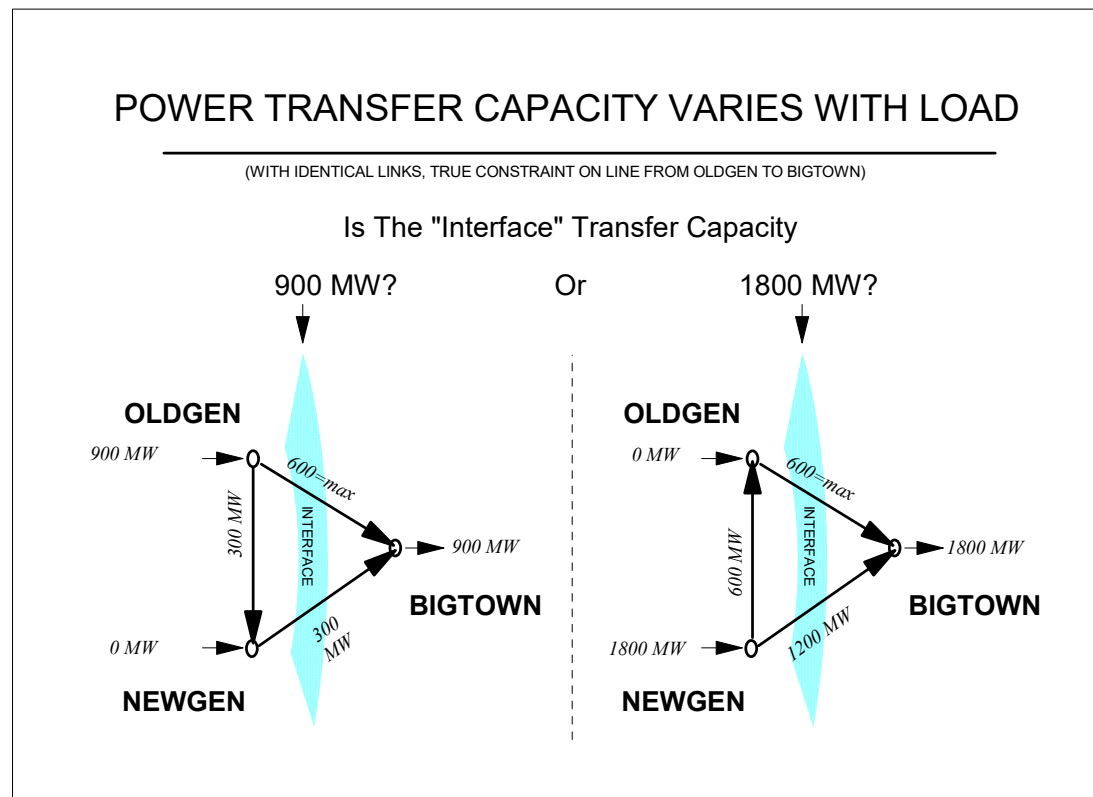 POWER TRANSFER CAPACITY VARIES WITH LOAD
(WITH IDENTICAL LINKS, TRUE CONSTRAINT ON LINE FROM OLDGEN TO BIGTOWN)
Is The "Interface" Transfer Capacity
900 MW?
Or
1800 MW?
OLDGEN
900 MW
600=max
300 MW
INTERFACE
900 MW
BIGTOWN
300
MW
0 MW
NEWGEN
OLDGEN
0 MW
600=max
600 MW
INTERFACE
1800 MW
BIGTOWN
1200 MW
1800 MW
NEWGEN